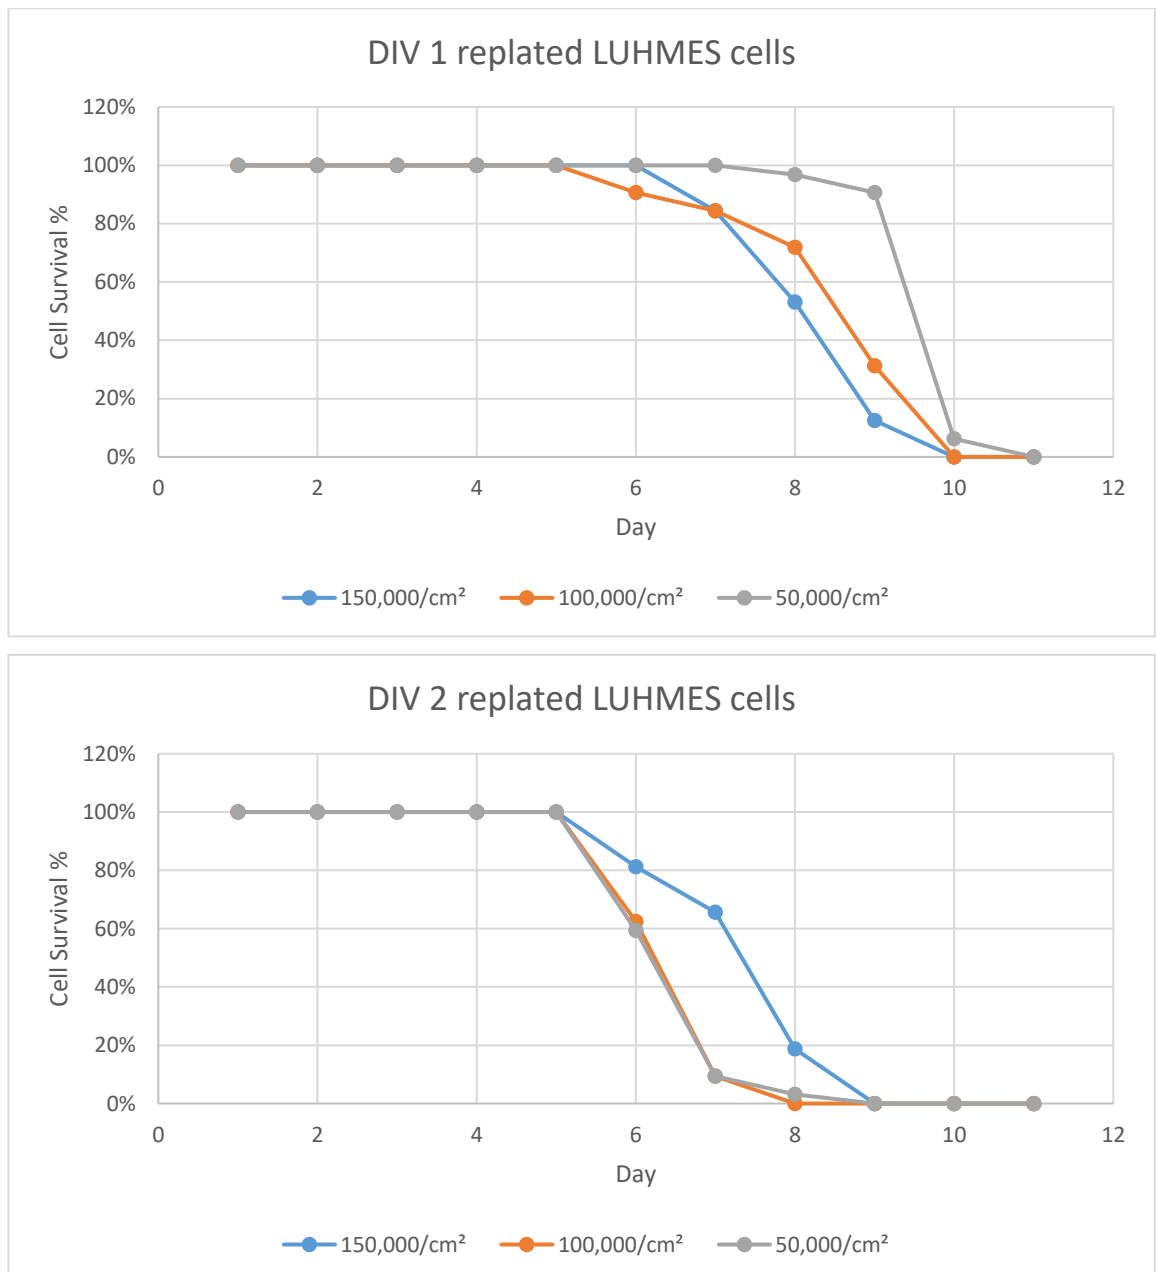 DIV 1 replated LUHMES cells
120%
100%
80%
60%
40%
20%
0%
Cell Survival %
0 2 4 6 8 10 12
Day
150,000/cm² 100,000/cm² 50,000/cm²
DIV 2 replated LUHMES cells
120%
100%
80%
60%
40%
20%
0%
Cell Survival %
0 2 4 6 8 10 12
Day
150,000/cm² 100,000/cm² 50,000/cm²